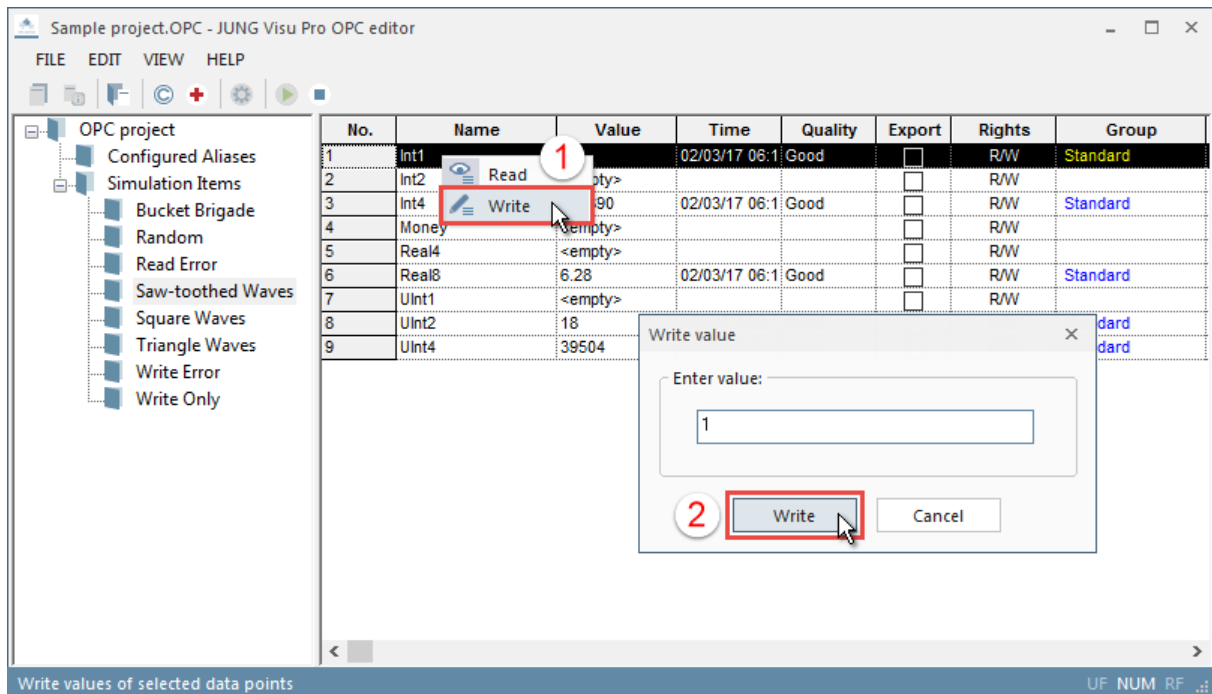 Sample project.OPC - JUNG Visu Pro OPC editor
FILE EDIT VIEW HELP
OPC project
Configured Aliases
Simulation Items
Bucket Brigade
Random
Read Error
Saw-toothed Waves
Square Waves
Triangle Waves
Write Error
Write Only
No. Name Value Time Quality Export Rights Group
1 Int1 02/03/17 06:1 Good R/W Standard
2 Int2 pty> R/W
3 Int4 90 02/03/17 06:1 Good R/W Standard
4 Money <empty> R/W
5 Real4 <empty> R/W
6 Real8 6.28 02/03/17 06:1 Good R/W Standard
7 UInt1 <empty> R/W
8 UInt2 18 dard
9 UInt4 39504 dard
1
Read
Write
Write value
Enter value:
1
2
Write Cancel
Write values of selected data points UF NUM RF